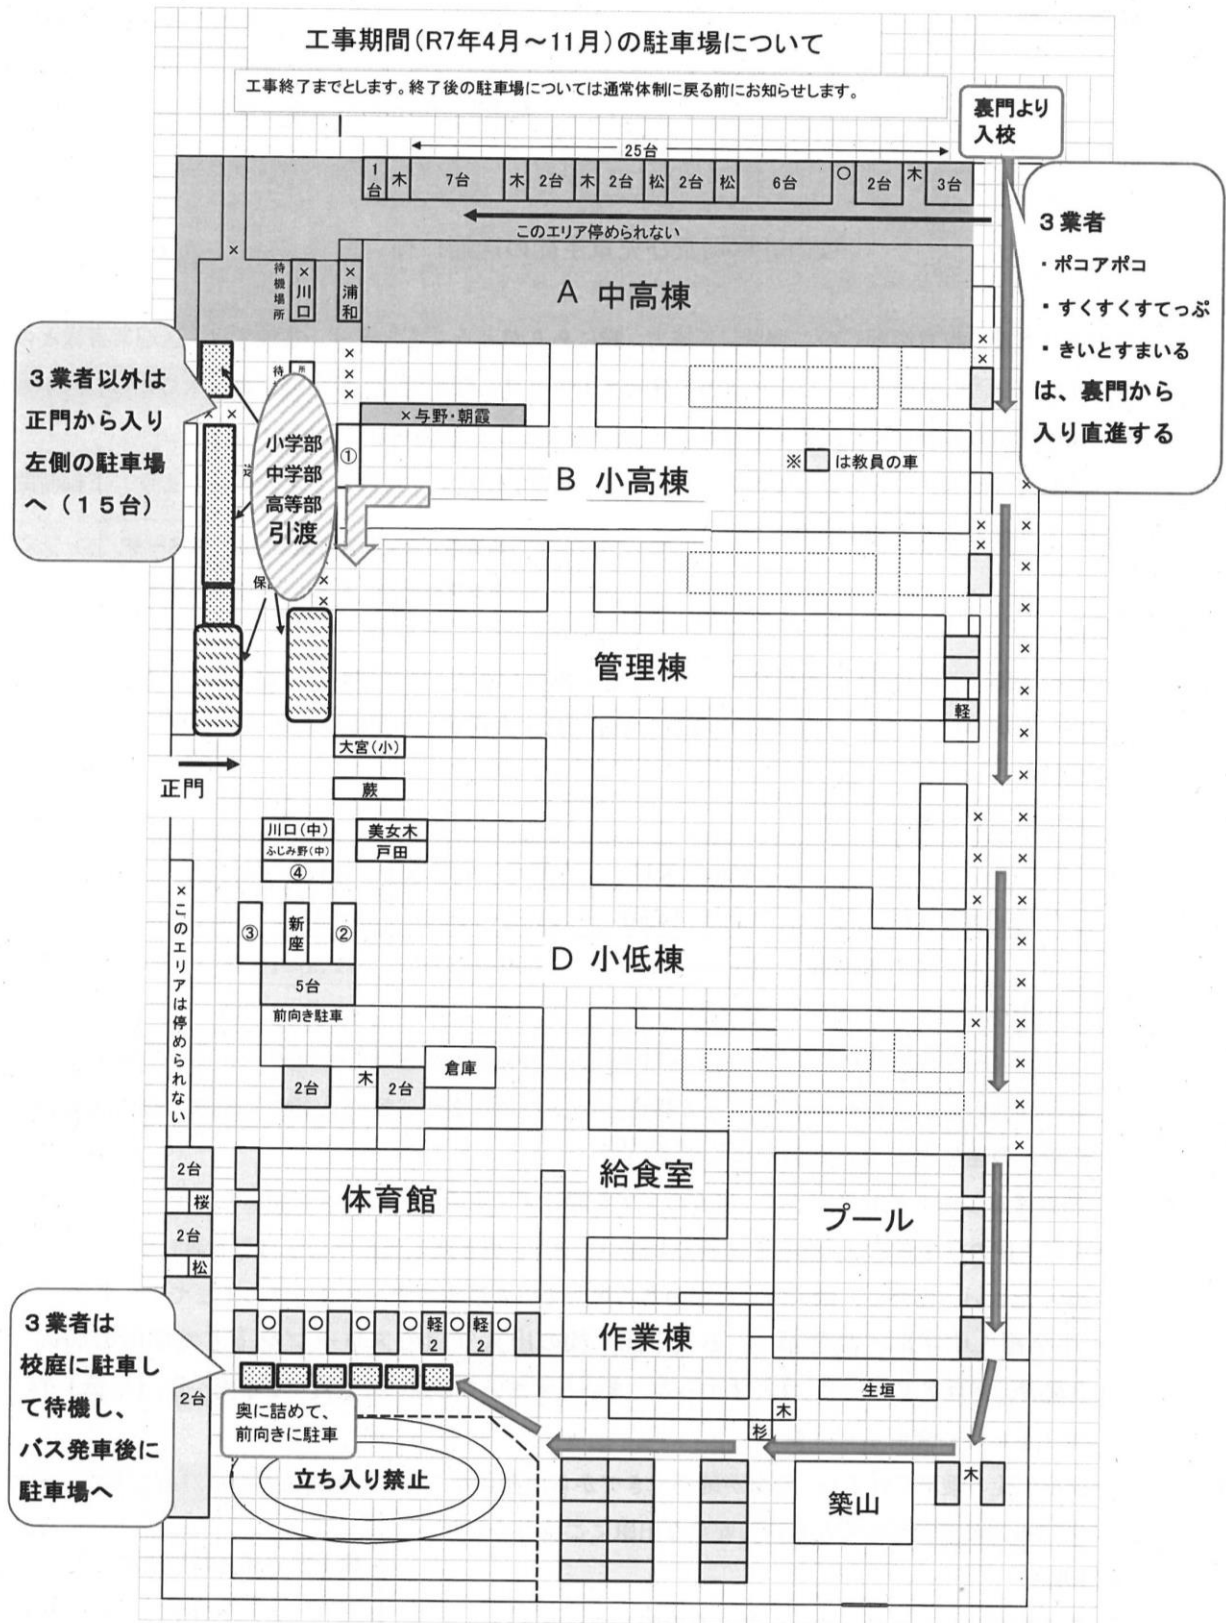 工事期間(R7年4月～11月)の駐車場について
工事終了までとします。終了後の駐車場については通常体制に戻る前にお知らせします。
裏門より
入校
25台
1台
木
7台
木
2台
木
2台
松
2台
松
6台
○
2台
木
3台
このエリア停められない
3業者
・ポコアポコ
・すくすくすてっぷ
・きいとすまいる
は、裏門から
入り直進する
×
待機場所
×川口
×浦和
A 中高棟
3業者以外は
正門から入り
左側の駐車場
へ（15台）
×与野・朝霞
小学部
中学部
高等部
引渡
①
B 小高棟
※□は教員の車
管理棟
軽
大宮(小)
正門
蕨
川口(中)
ふじみ野(中)
④
美女木
戸田
×このエリアは停められない
③
新座
②
D 小低棟
5台
前向き駐車
2台
木
2台
倉庫
2台
桜
2台
松
体育館
給食室
プール
3業者は
校庭に駐車し
て待機し、
バス発車後に
駐車場へ
2台
○
○
○
○
軽2
○
軽2
○
作業棟
生垣
木
杉
奥に詰めて、
前向きに駐車
立ち入り禁止
築山
木